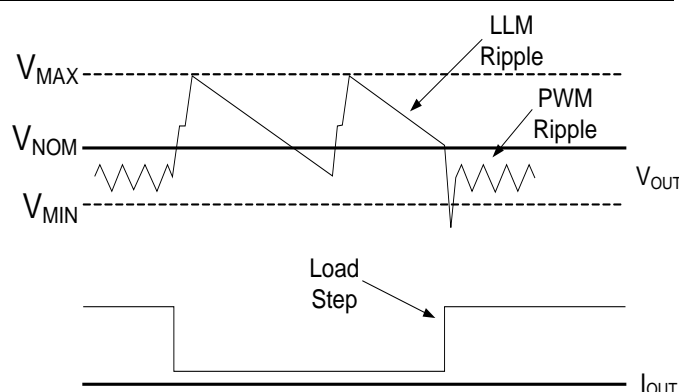 LLM
Ripple
VMAX
PWM
Ripple
VNOM
VOUT
VMIN
Load
Step
IOUT